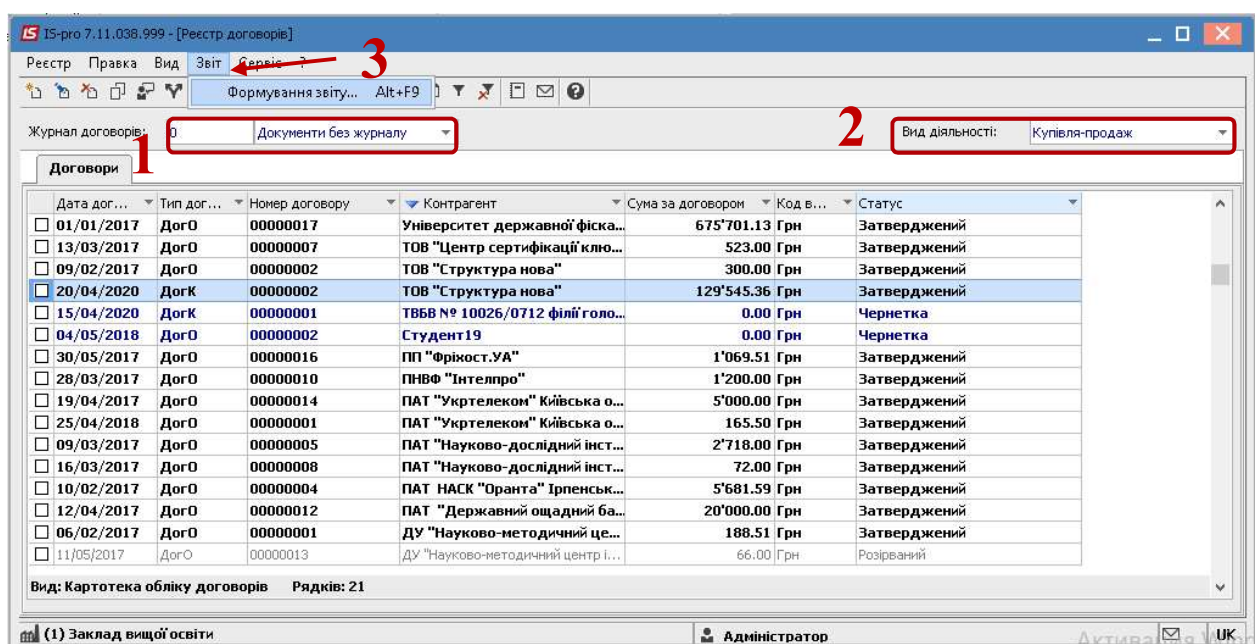 IS-pro 7.11.038.999 - [Реєстр договорів]
Реєстр Правка Вид Звіт Сервіс ?
3
Формування звіту... Alt+F9
Журнал договорів: 0 Документи без журналу
1
2
Вид діяльності: Купівля-продаж
Договори
Дата дог... Тип дог... Номер договору Контрагент Сума за договором Код в... Статус
01/01/2017 ДогО 00000017 Університет державної фіска... 675'701.13 Грн Затверджений
13/03/2017 ДогО 00000007 ТОВ "Центр сертифікації клю... 523.00 Грн Затверджений
09/02/2017 ДогО 00000002 ТОВ "Структура нова" 300.00 Грн Затверджений
20/04/2020 ДогК 00000002 ТОВ "Структура нова" 129'545.36 Грн Затверджений
15/04/2020 ДогК 00000001 ТВБВ № 10026/0712 філії голо... 0.00 Грн Чернетка
04/05/2018 ДогО 00000002 Студент19 0.00 Грн Чернетка
30/05/2017 ДогО 00000016 ПП "Фріхост.УА" 1'069.51 Грн Затверджений
28/03/2017 ДогО 00000010 ПНВФ "Інтелпро" 1'200.00 Грн Затверджений
19/04/2017 ДогО 00000014 ПАТ "Укртелеком" Київська о... 5'000.00 Грн Затверджений
25/04/2018 ДогО 00000001 ПАТ "Укртелеком" Київська о... 165.50 Грн Затверджений
09/03/2017 ДогО 00000005 ПАТ "Науково-дослідний інст... 2'718.00 Грн Затверджений
16/03/2017 ДогО 00000008 ПАТ "Науково-дослідний інст... 72.00 Грн Затверджений
10/02/2017 ДогО 00000004 ПАТ НАСК "Оранта" Ірпенськ... 5'681.59 Грн Затверджений
12/04/2017 ДогО 00000012 ПАТ "Державний ощадний ба... 20'000.00 Грн Затверджений
06/02/2017 ДогО 00000001 ДУ "Науково-методичний це... 188.51 Грн Затверджений
11/05/2017 ДогО 00000013 ДУ "Науково-методичний центр і... 66.00 Грн Розірваний
Вид: Картотека обліку договорів Рядків: 21
(1) Заклад вищої освіти Адміністратор UK